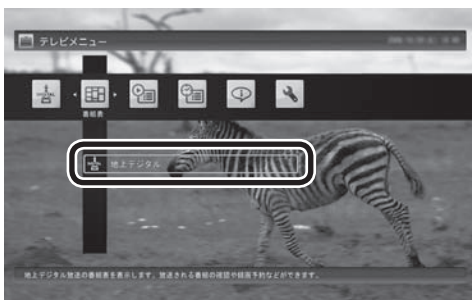 テレビメニュー
番組表
地上デジタル
地上デジタル放送の番組表を表示します。放送される番組の確認や録画予約などができます。